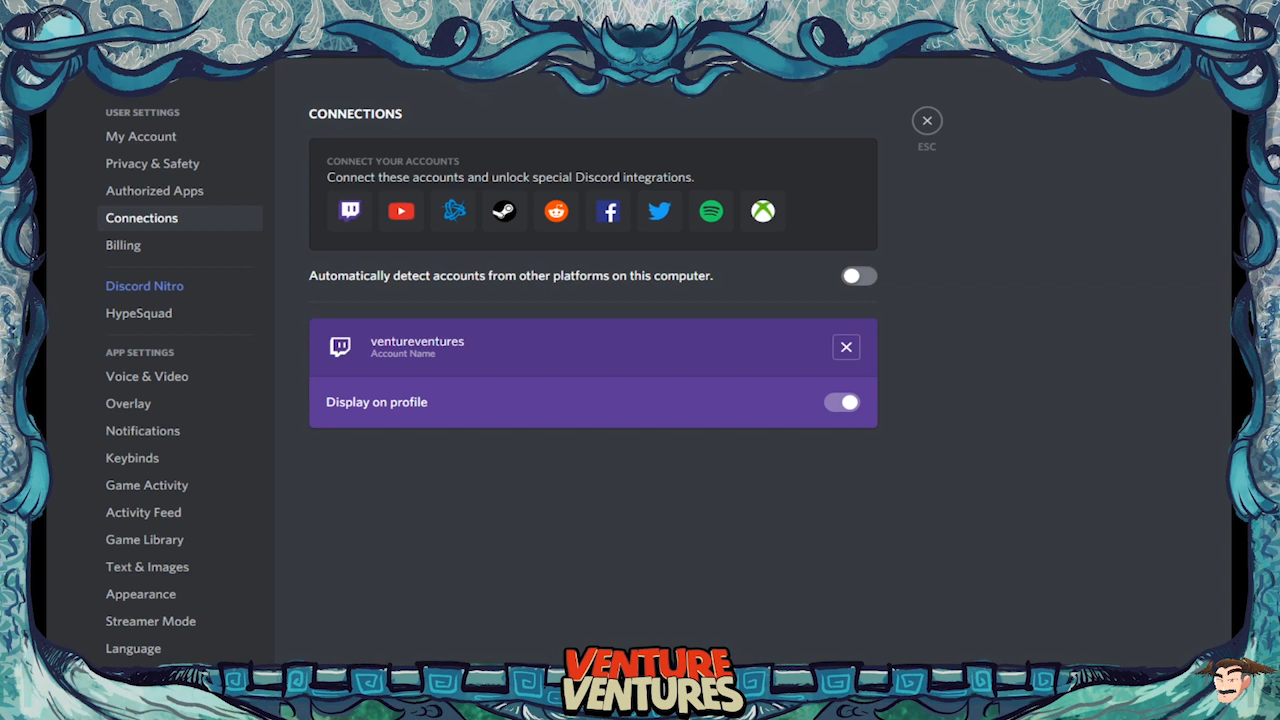 USER SETTINGS
My Account
Privacy & Safety
Authorized Apps
Connections
Billing
Discord Nitro
HypeSquad
APP SETTINGS
Voice & Video
Overlay
Notifications
Keybinds
Game Activity
Activity Feed
Game Library
Text & Images
Appearance
Streamer Mode
Language
CONNECTIONS
CONNECT YOUR ACCOUNTS
Connect these accounts and unlock special Discord integrations.
Automatically detect accounts from other platforms on this computer.
ventureventures
Account Name
Display on profile
ESC
VENTURE
VENTURES